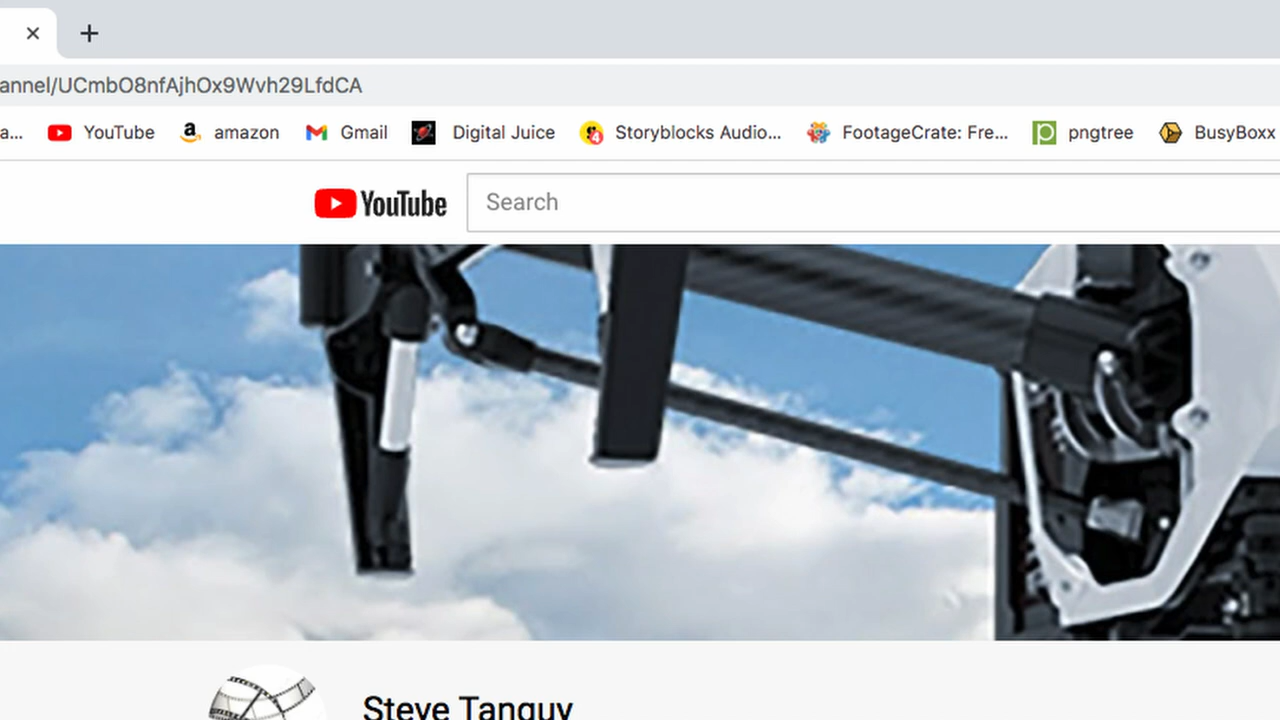 annel/UCmbO8nfAjhOx9Wvh29LfdCA
a... YouTube amazon Gmail Digital Juice Storyblocks Audio... FootageCrate: Fre... pngtree BusyBoxx
YouTube Search
Steve Tanguy